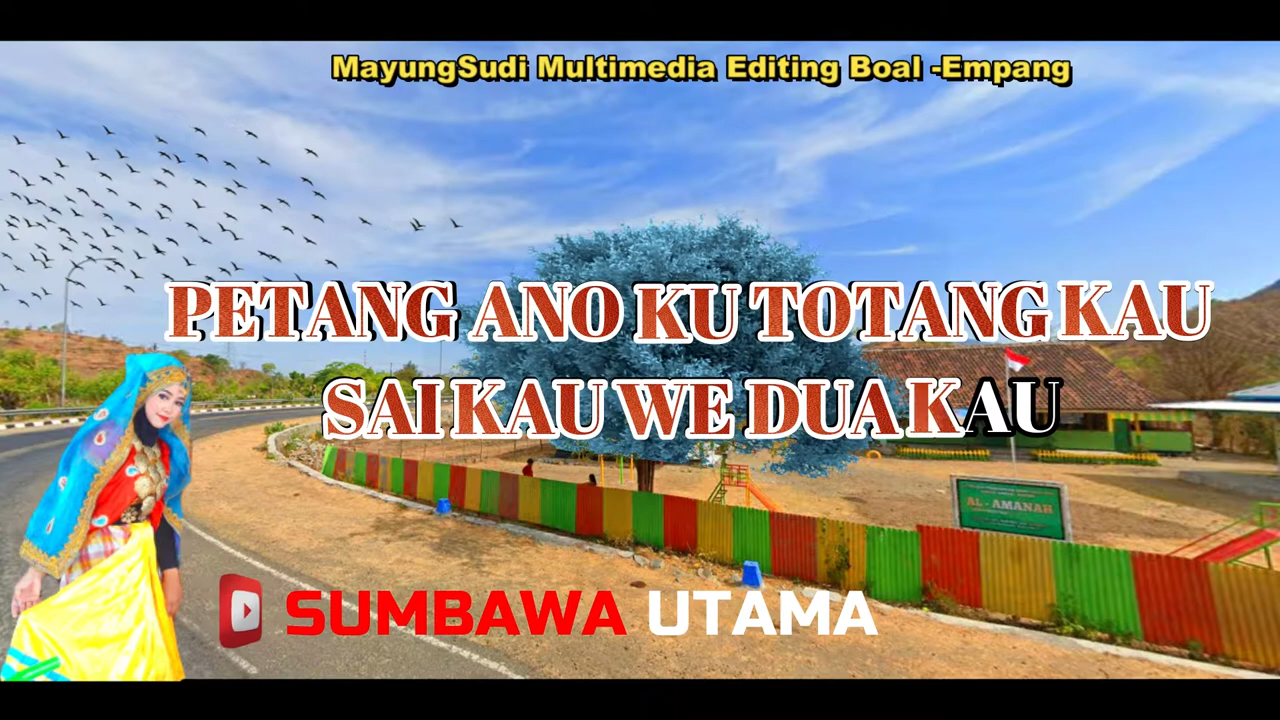 MayungSudi Multimedia Editing Boal -Empang
PETANG ANO KU TOTANG KAU
SAI KAU WE DUA KAU
AL - AMANAH
SUMBAWA UTAMA